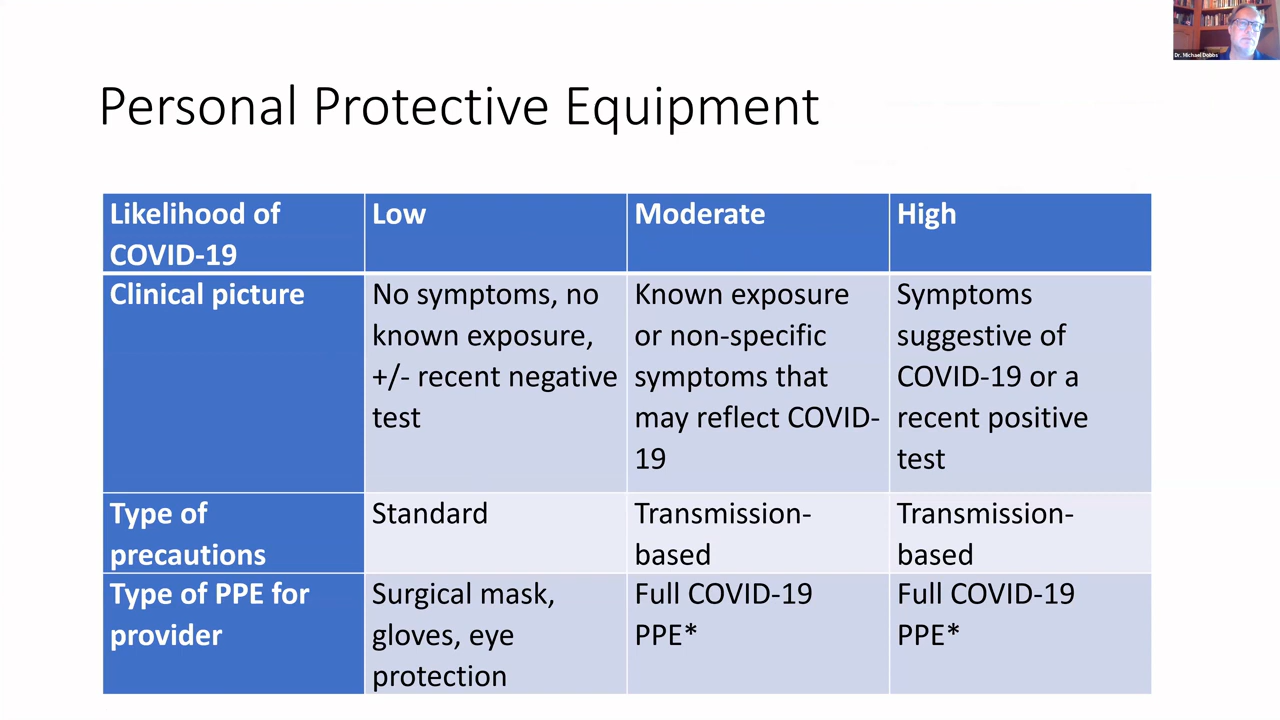 Dr. Michael Dobbs
Personal Protective Equipment
Likelihood of
COVID-19
Low
Moderate
High
Clinical picture
No symptoms, no
known exposure,
+/- recent negative
test
Known exposure
or non-specific
symptoms that
may reflect COVID-
19
Symptoms
suggestive of
COVID-19 or a
recent positive
test
Type of
precautions
Standard
Transmission-
based
Transmission-
based
Type of PPE for
provider
Surgical mask,
gloves, eye
protection
Full COVID-19
PPE*
Full COVID-19
PPE*